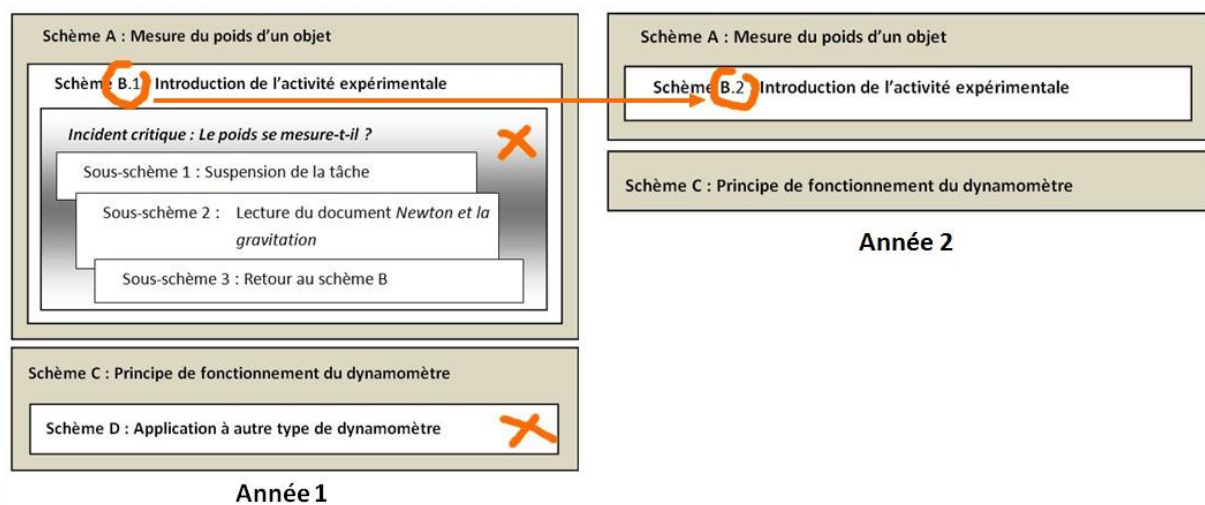 Schème A : Mesure du poids d'un objet
Schème B.1 : Introduction de l'activité expérimentale
Incident critique : Le poids se mesure-t-il ?
Sous-schème 1 : Suspension de la tâche
Sous-schème 2 : Lecture du document Newton et la
gravitation
Sous-schème 3 : Retour au schème B
Schème C : Principe de fonctionnement du dynamomètre
Schème D : Application à autre type de dynamomètre
Année 1
Schème A : Mesure du poids d'un objet
Schème B.2 : Introduction de l'activité expérimentale
Schème C : Principe de fonctionnement du dynamomètre
Année 2